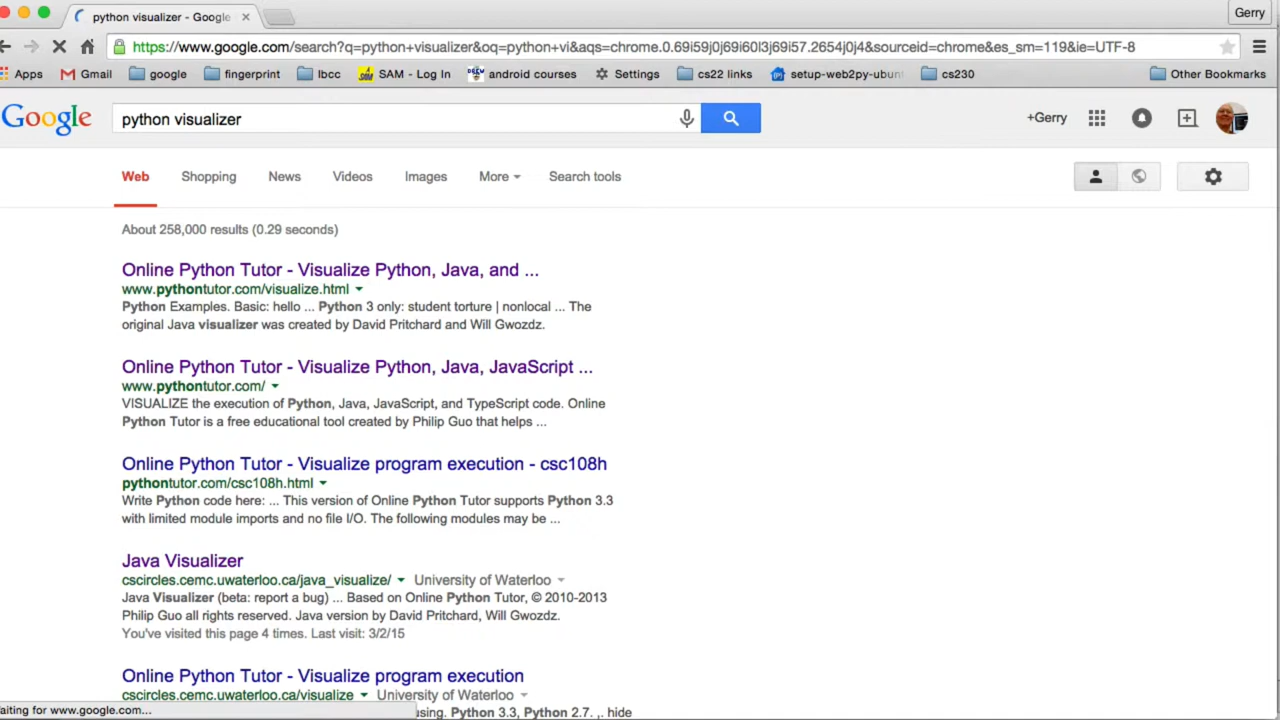 python visualizer - Google
Gerry
https://www.google.com/search?q=python+visualizer&oq=python+vi&aqs=chrome.0.69i59j0j69i60l3j69i57.2654j0j4&sourceid=chrome&es_sm=119&ie=UTF-8
Apps Gmail google fingerprint lbcc SAM - Log In android courses Settings cs22 links setup-web2py-ubun cs230 Other Bookmarks
Google python visualizer +Gerry
Web Shopping News Videos Images More Search tools
About 258,000 results (0.29 seconds)
Online Python Tutor - Visualize Python, Java, and ...
www.pythontutor.com/visualize.html
Python Examples. Basic: hello ... Python 3 only: student torture | nonlocal ... The
original Java visualizer was created by David Pritchard and Will Gwozdz.
Online Python Tutor - Visualize Python, Java, JavaScript ...
www.pythontutor.com/
VISUALIZE the execution of Python, Java, JavaScript, and TypeScript code. Online
Python Tutor is a free educational tool created by Philip Guo that helps ...
Online Python Tutor - Visualize program execution - csc108h
pythontutor.com/csc108h.html
Write Python code here: ... This version of Online Python Tutor supports Python 3.3
with limited module imports and no file I/O. The following modules may be ...
Java Visualizer
cscircles.cemc.uwaterloo.ca/java_visualize/ University of Waterloo
Java Visualizer (beta: report a bug) ... Based on Online Python Tutor, © 2010-2013
Philip Guo all rights reserved. Java version by David Pritchard, Will Gwozdz.
You've visited this page 4 times. Last visit: 3/2/15
Online Python Tutor - Visualize program execution
cscircles.cemc.uwaterloo.ca/visualize University of Waterloo
aiting for www.google.com... using. Python 3.3, Python 2.7. ,. hide